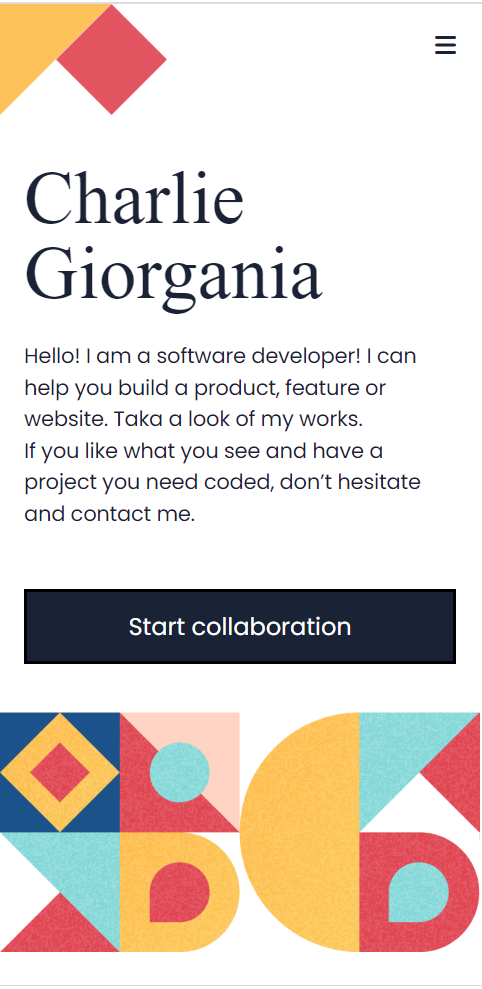 Charlie
Giorgania
Hello! I am a software developer! I can
help you build a product, feature or
website. Taka a look of my works.
If you like what you see and have a
project you need coded, don’t hesitate
and contact me.
Start collaboration